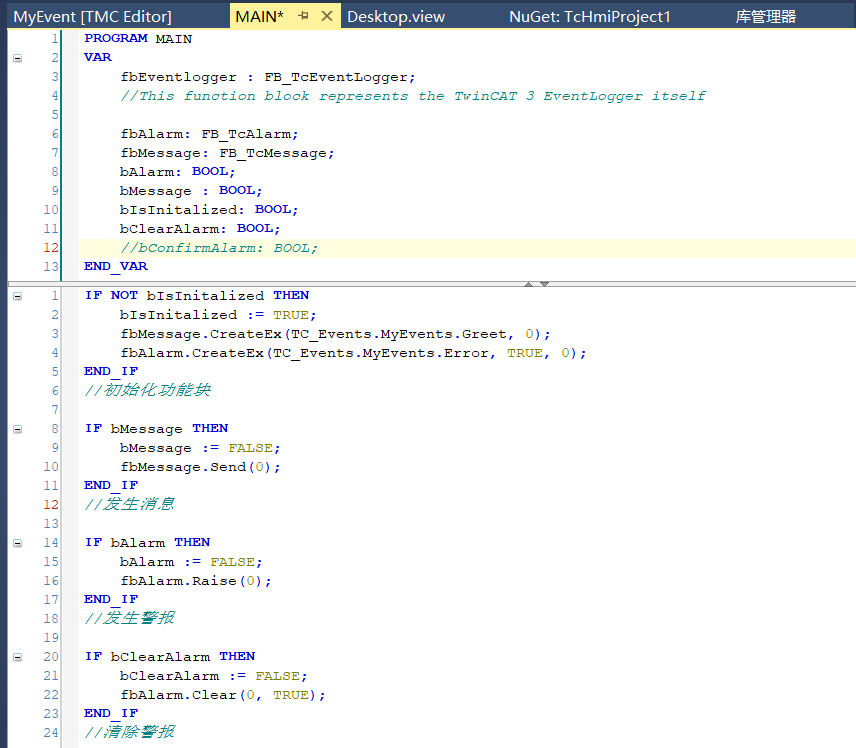 MyEvent [TMC Editor] MAIN* Desktop.view NuGet: TcHmiProject1 库管理器
1 PROGRAM MAIN
2 VAR
3 fbEventlogger : FB_TcEventLogger;
4 //This function block represents the TwinCAT 3 EventLogger itself
5
6 fbAlarm: FB_TcAlarm;
7 fbMessage: FB_TcMessage;
8 bAlarm: BOOL;
9 bMessage : BOOL;
10 bIsInitalized: BOOL;
11 bClearAlarm: BOOL;
12 //bConfirmAlarm: BOOL;
13 END_VAR
1 IF NOT bIsInitalized THEN
2 bIsInitalized := TRUE;
3 fbMessage.CreateEx(TC_Events.MyEvents.Greet, 0);
4 fbAlarm.CreateEx(TC_Events.MyEvents.Error, TRUE, 0);
5 END_IF
6 //初始化功能块
7
8 IF bMessage THEN
9 bMessage := FALSE;
10 fbMessage.Send(0);
11 END_IF
12 //发生消息
13
14 IF bAlarm THEN
15 bAlarm := FALSE;
16 fbAlarm.Raise(0);
17 END_IF
18 //发生警报
19
20 IF bClearAlarm THEN
21 bClearAlarm := FALSE;
22 fbAlarm.Clear(0, TRUE);
23 END_IF
24 //清除警报